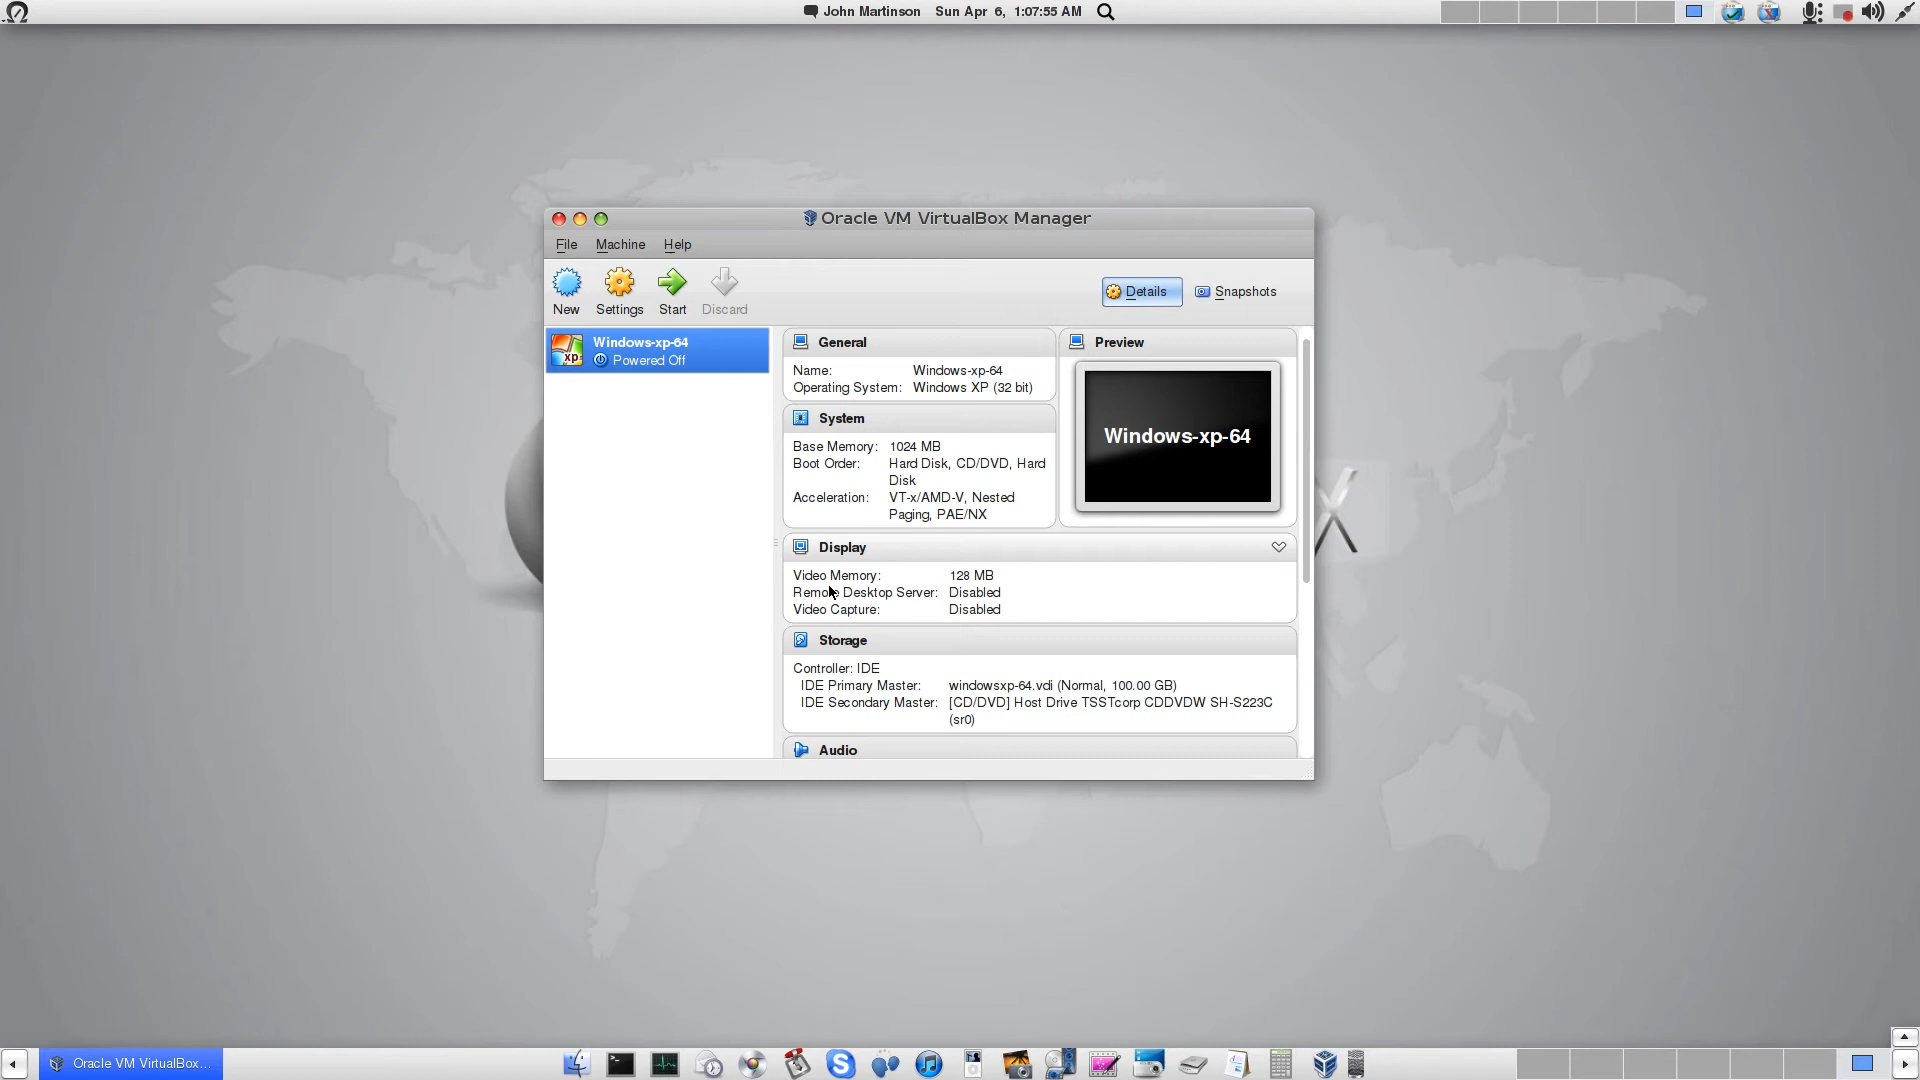 John Martinson Sun Apr 6, 1:07:55 AM
Oracle VM VirtualBox Manager
File Machine Help
New Settings Start Discard
Details Snapshots
Windows-xp-64
Powered Off
General
Name: Windows-xp-64
Operating System: Windows XP (32 bit)
System
Base Memory: 1024 MB
Boot Order: Hard Disk, CD/DVD, Hard
Disk
Acceleration: VT-x/AMD-V, Nested
Paging, PAE/NX
Preview
Windows-xp-64
Display
Video Memory: 128 MB
Remote Desktop Server: Disabled
Video Capture: Disabled
Storage
Controller: IDE
IDE Primary Master: windowsxp-64.vdi (Normal, 100.00 GB)
IDE Secondary Master: [CD/DVD] Host Drive TSSTcorp CDDVDW SH-S223C
(sr0)
Audio
X
Oracle VM VirtualBox...